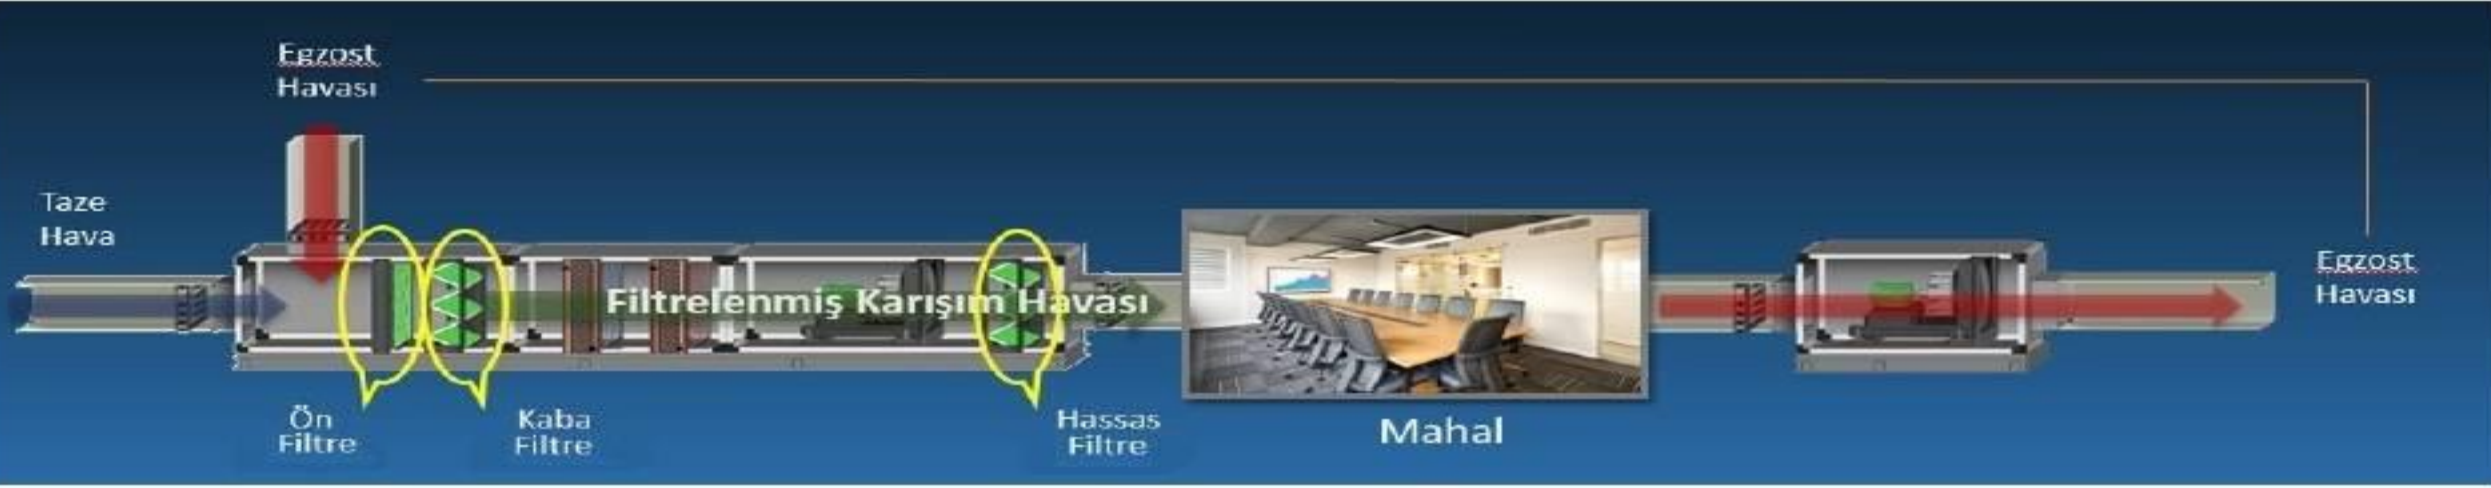 Egzost
Havası
Taze
Hava
Filtrelenmiş Karışım Havası
Egzost
Havası
Ön
Filtre
Kaba
Filtre
Hassas
Filtre
Mahal